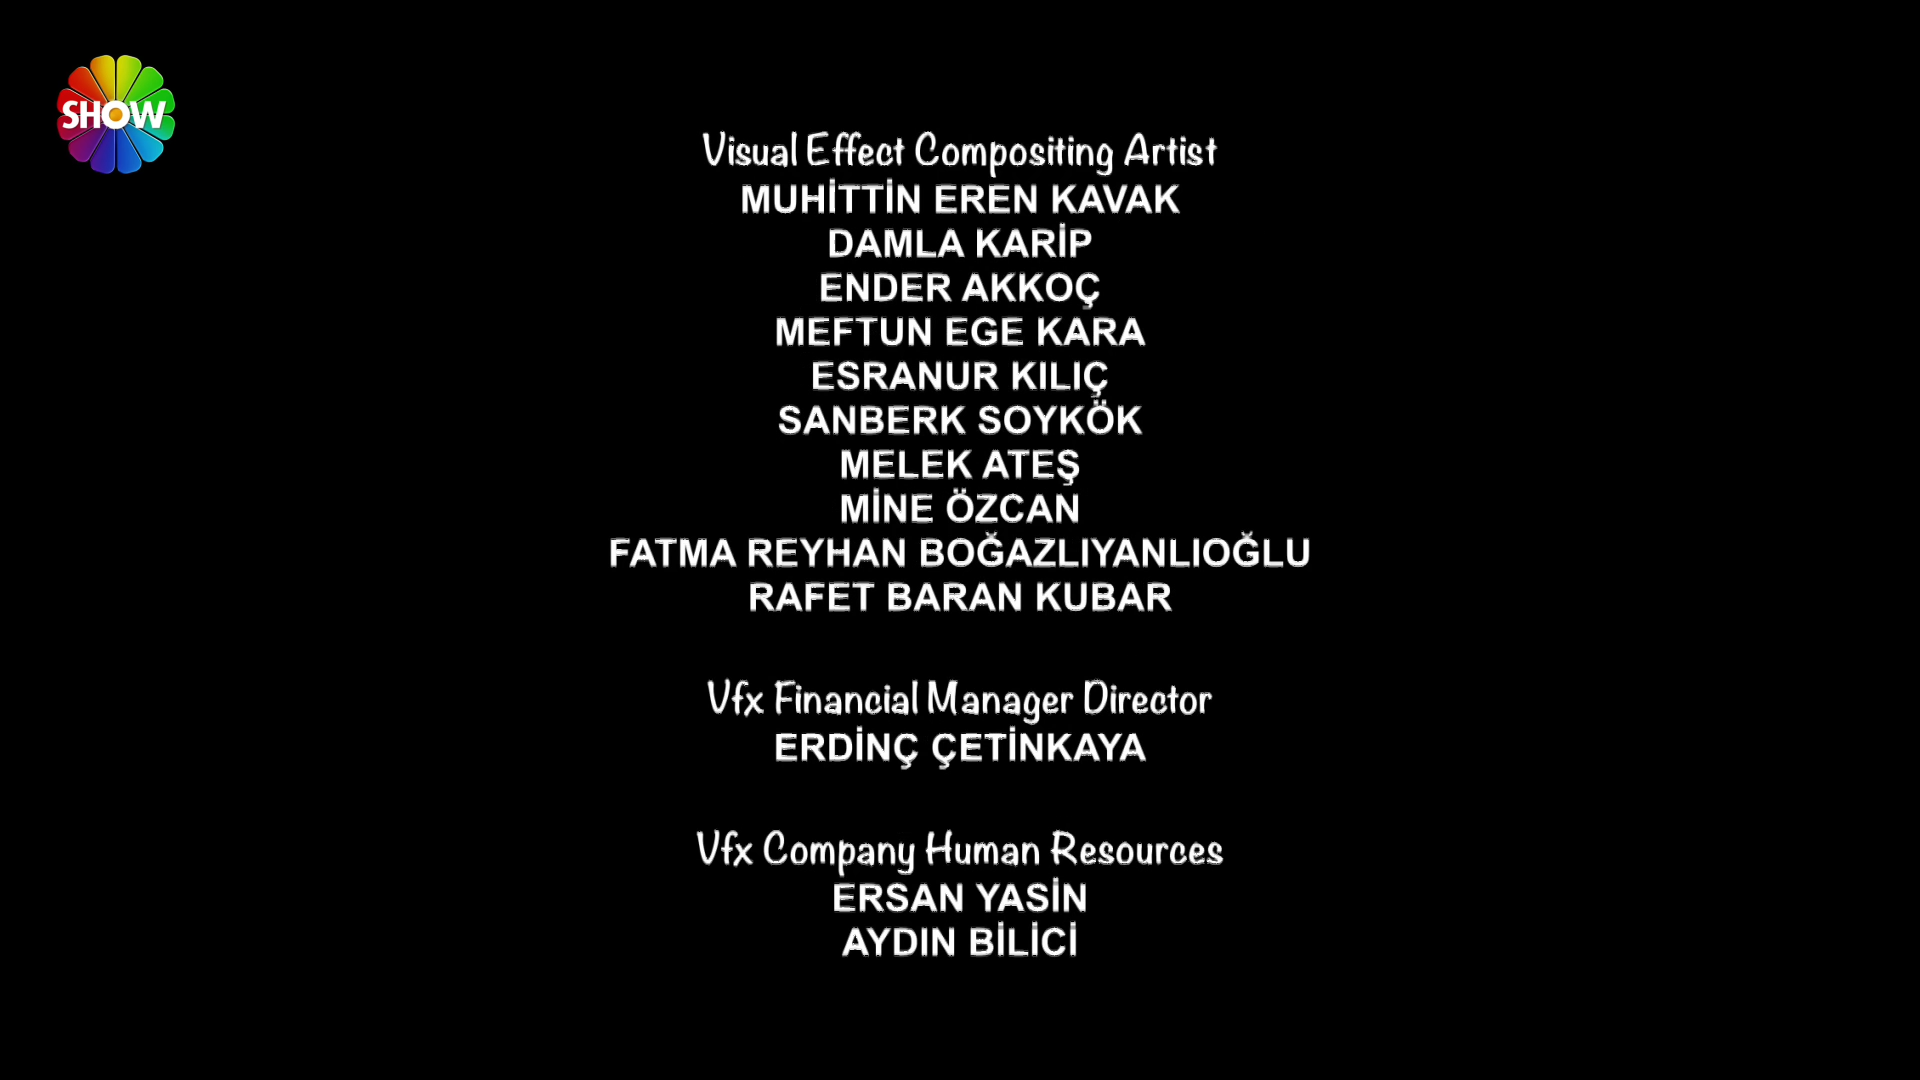 SHOW
Visual Effect Compositing Artist
MUHİTTİN EREN KAVAK
DAMLA KARİP
ENDER AKKOÇ
MEFTUN EGE KARA
ESRANUR KILIÇ
SANBERK SOYKÖK
MELEK ATEŞ
MİNE ÖZCAN
FATMA REYHAN BOĞAZLIYANLIOĞLU
RAFET BARAN KUBAR
Vfx Financial Manager Director
ERDİNÇ ÇETİNKAYA
Vfx Company Human Resources
ERSAN YASİN
AYDIN BİLİCİ